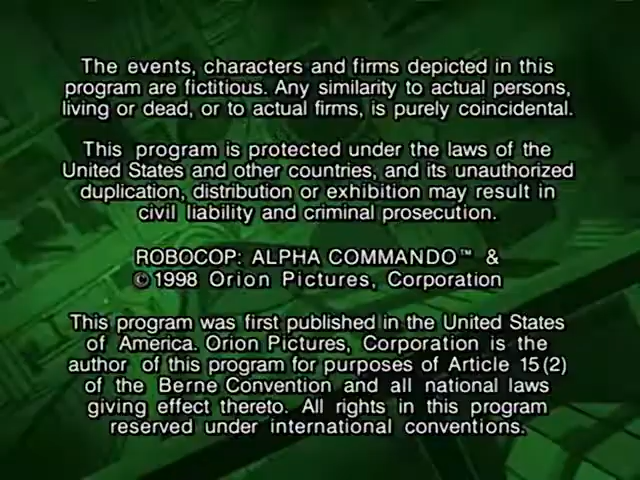 The events, characters and firms depicted in this
program are fictitious. Any similarity to actual persons,
living or dead, or to actual firms, is purely coincidental.
This program is protected under the laws of the
United States and other countries, and its unauthorized
duplication, distribution or exhibition may result in
civil liability and criminal prosecution.
ROBOCOP: ALPHA COMMANDO™ &
©1998 Orion Pictures, Corporation
This program was first published in the United States
of America. Orion Pictures, Corporation is the
author of this program for purposes of Article 15(2)
of the Berne Convention and all national laws
giving effect thereto. All rights in this program
reserved under international conventions.